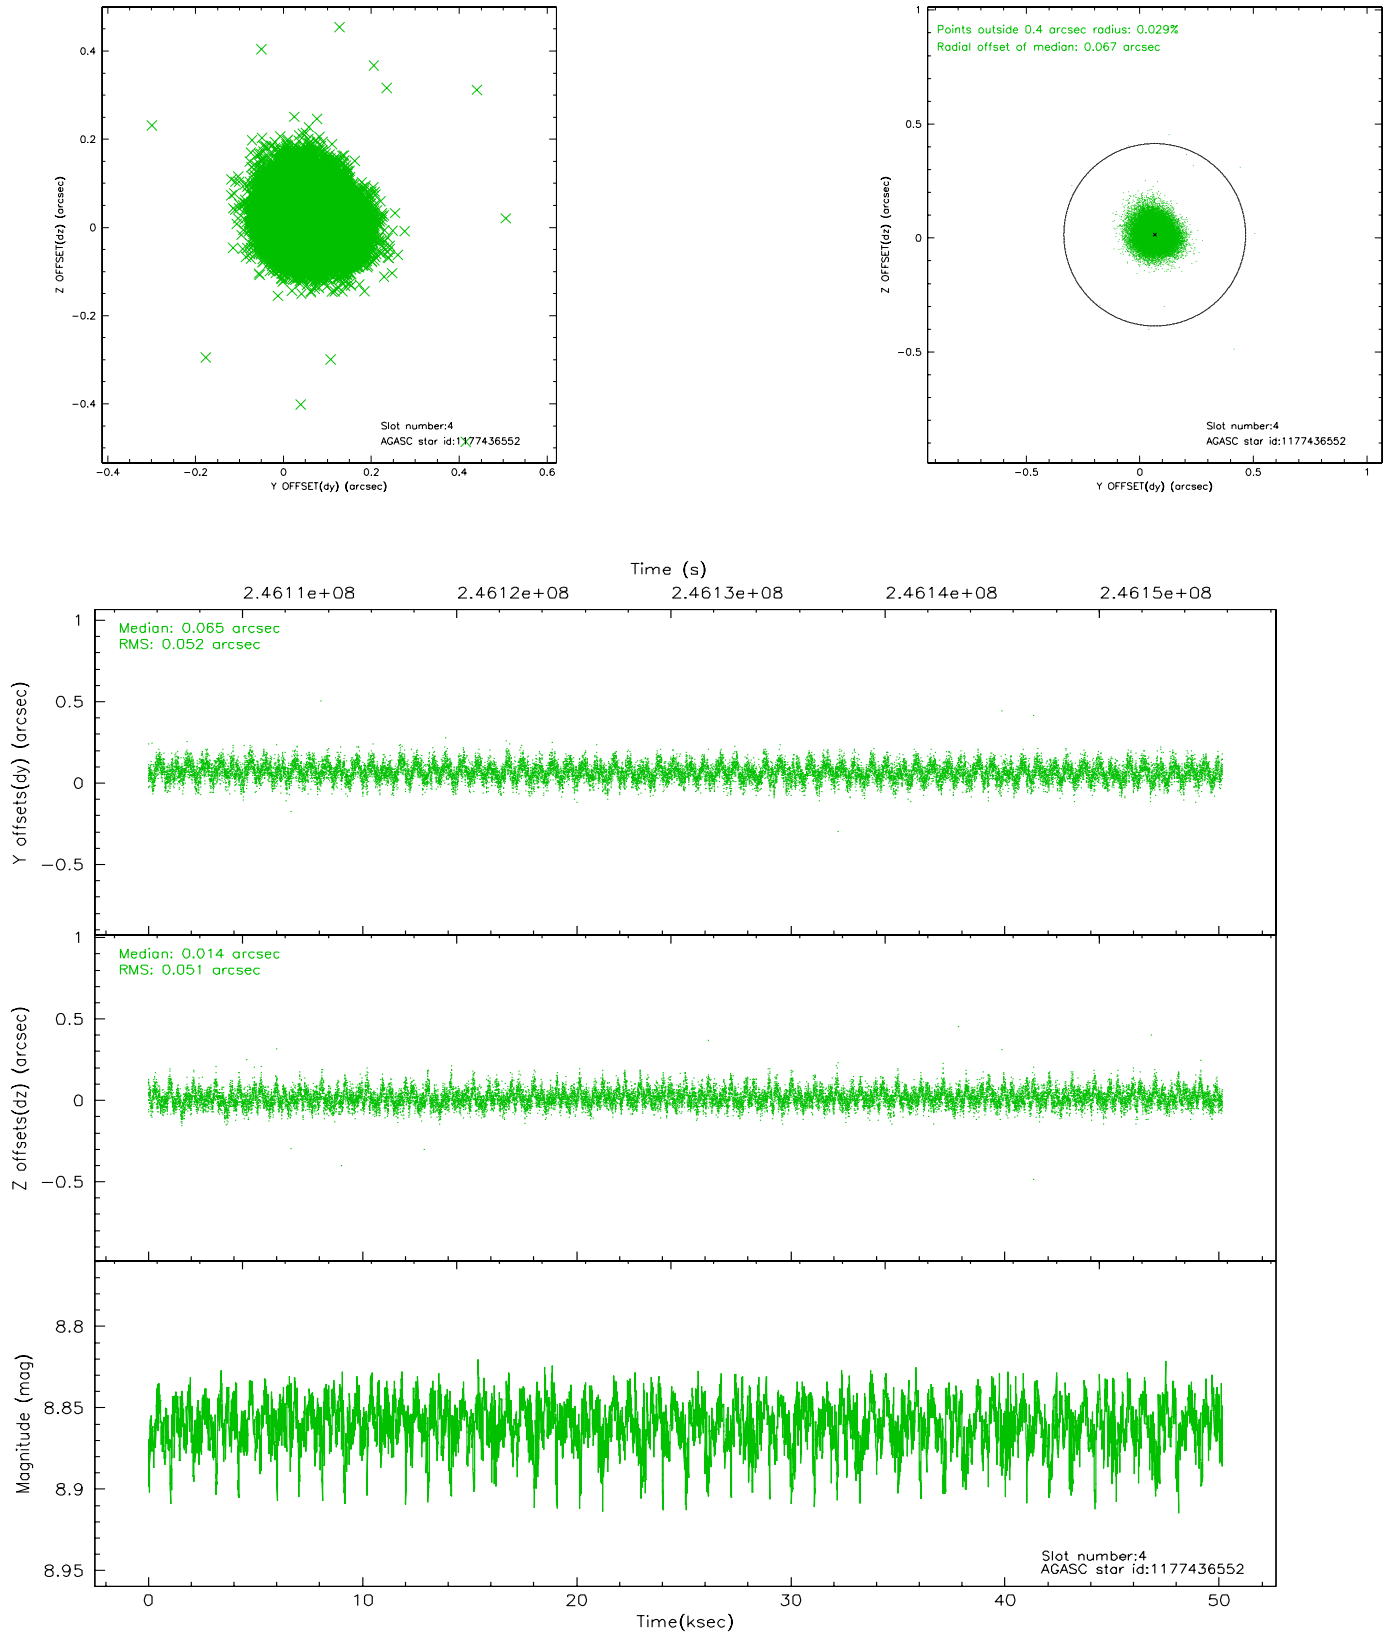 0.4
0.2
0
−0.2
−0.4
Z OFFSET(dz) (arcsec)
Slot number:4
AGASC star id:1177436552
−0.4
−0.2
0
0.2
0.4
0.6
Y OFFSET(dy) (arcsec)
Points outside 0.4 arcsec radius: 0.029%
Radial offset of median: 0.067 arcsec
1
0.5
0
−0.5
Z OFFSET(dz) (arcsec)
Slot number:4
AGASC star id:1177436552
−0.5
0
0.5
1
Y OFFSET(dy) (arcsec)
Time (s)
2.4611e+08
2.4612e+08
2.4613e+08
2.4614e+08
2.4615e+08
Median: 0.065 arcsec
RMS: 0.052 arcsec
1
0.5
0
−0.5
Y offsets(dy) (arcsec)
Median: 0.014 arcsec
RMS: 0.051 arcsec
1
0.5
0
−0.5
Z offsets(dz) (arcsec)
8.8
8.85
8.9
8.95
Magnitude (mag)
Slot number:4
AGASC star id:1177436552
0
10
20
30
40
50
Time(ksec)